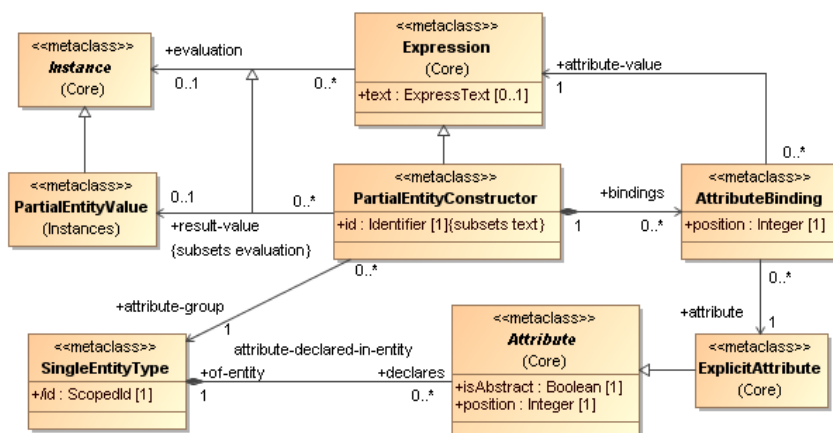 <<metaclass>>
Instance
(Core)
+evaluation
0..1
0..*
<<metaclass>>
Expression
(Core)
+text : ExpressText [0..1]
+attribute-value
1
0..*
<<metaclass>>
PartialEntityValue
(Instances)
0..1
+result-value
{subsets evaluation}
0..*
<<metaclass>>
PartialEntityConstructor
+id : Identifier [1]{subsets text}
+bindings
1
0..*
<<metaclass>>
AttributeBinding
+position : Integer [1]
0..*
+attribute-group
1
0..*
+attribute
1
<<metaclass>>
SingleEntityType
+/id : ScopedId [1]
attribute-declared-in-entity
+of-entity
+declares
1
0..*
<<metaclass>>
Attribute
(Core)
+isAbstract : Boolean [1]
+position : Integer [1]
<<metaclass>>
ExplicitAttribute
(Core)